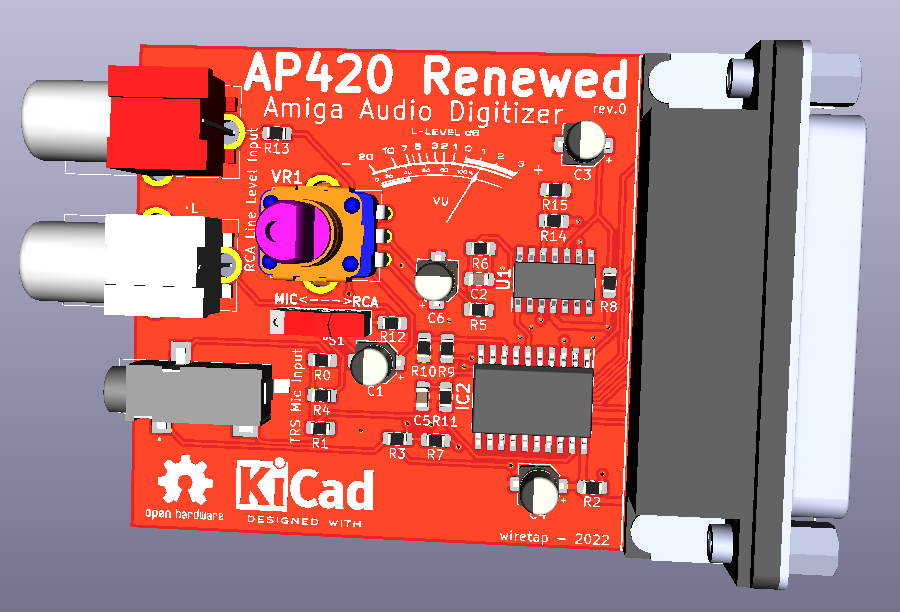 AP420 Renewed
Amiga Audio Digitizer
rev.0
L-LEVEL dB
- 20 10 7 5 3 2 1 0 1 2 3 +
VU
R13
VR1
RCA Line Level Input
L
C3
R15
R14
R6
C2
U1
R8
C6
R5
MIC<--->RCA
S1
R12
R10
R9
C1
R0
R4
R1
TRS Mic Input
C5
R11
IC2
R3
R7
C4
R2
open hardware
KiCad
DESIGNED WITH
wiretap - 2022